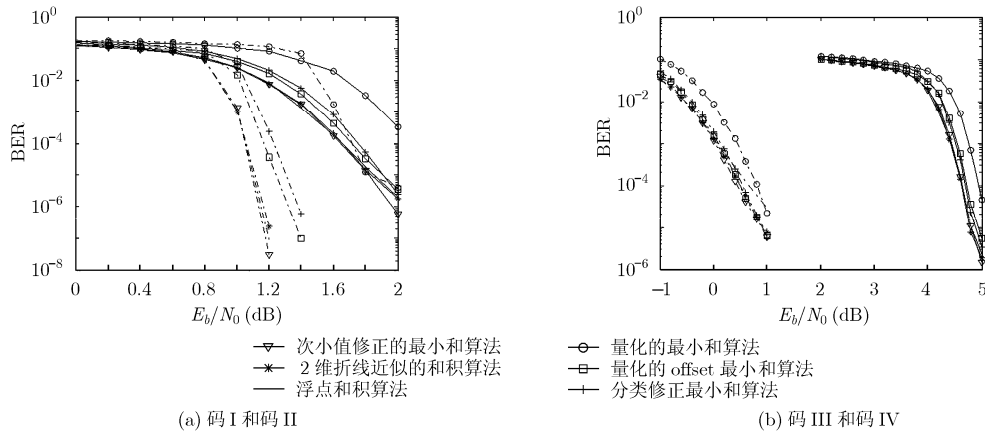 10⁰
10⁻²
10⁻⁴
10⁻⁶
10⁻⁸
BER
0 0.4 0.8 1.2 1.6 2
E_b/N_0 (dB)
10⁰
10⁻²
10⁻⁴
10⁻⁶
BER
−1 0 1 2 3 4 5
E_b/N_0 (dB)
次小值修正的最小和算法
2 维折线近似的和积算法
浮点和积算法
量化的最小和算法
量化的 offset 最小和算法
分类修正最小和算法
(a) 码 I 和码 II
(b) 码 III 和码 IV